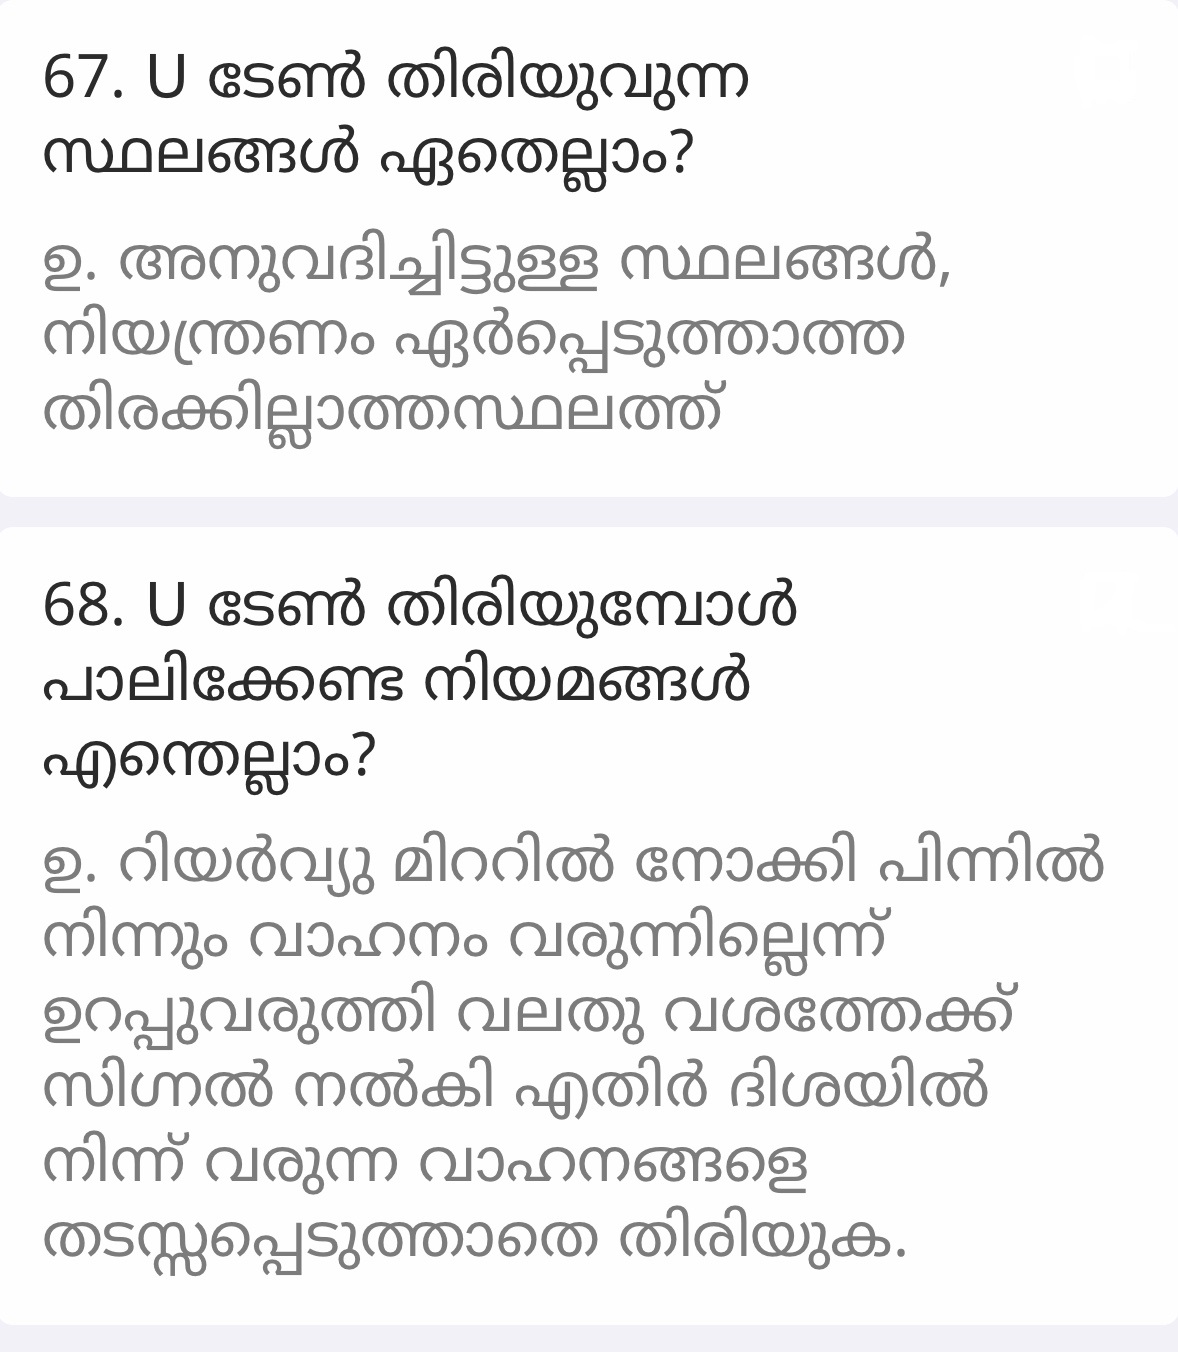 67. U ടേൺ തിരിയുവുന്ന
സ്ഥലങ്ങൾ ഏതെല്ലാം?
ഉ. അനുവദിച്ചിട്ടുള്ള സ്ഥലങ്ങൾ,
നിയന്ത്രണം ഏർപ്പെടുത്താത്ത
തിരക്കില്ലാത്തസ്ഥലത്ത്
68. U ടേൺ തിരിയുമ്പോൾ
പാലിക്കേണ്ട നിയമങ്ങൾ
എന്തെല്ലാം?
ഉ. റിയർവ്യു മിററിൽ നോക്കി പിന്നിൽ
നിന്നും വാഹനം വരുന്നില്ലെന്ന്
ഉറപ്പുവരുത്തി വലതു വശത്തേക്ക്
സിഗ്നൽ നൽകി എതിർ ദിശയിൽ
നിന്ന് വരുന്ന വാഹനങ്ങളെ
തടസ്സപ്പെടുത്താതെ തിരിയുക.